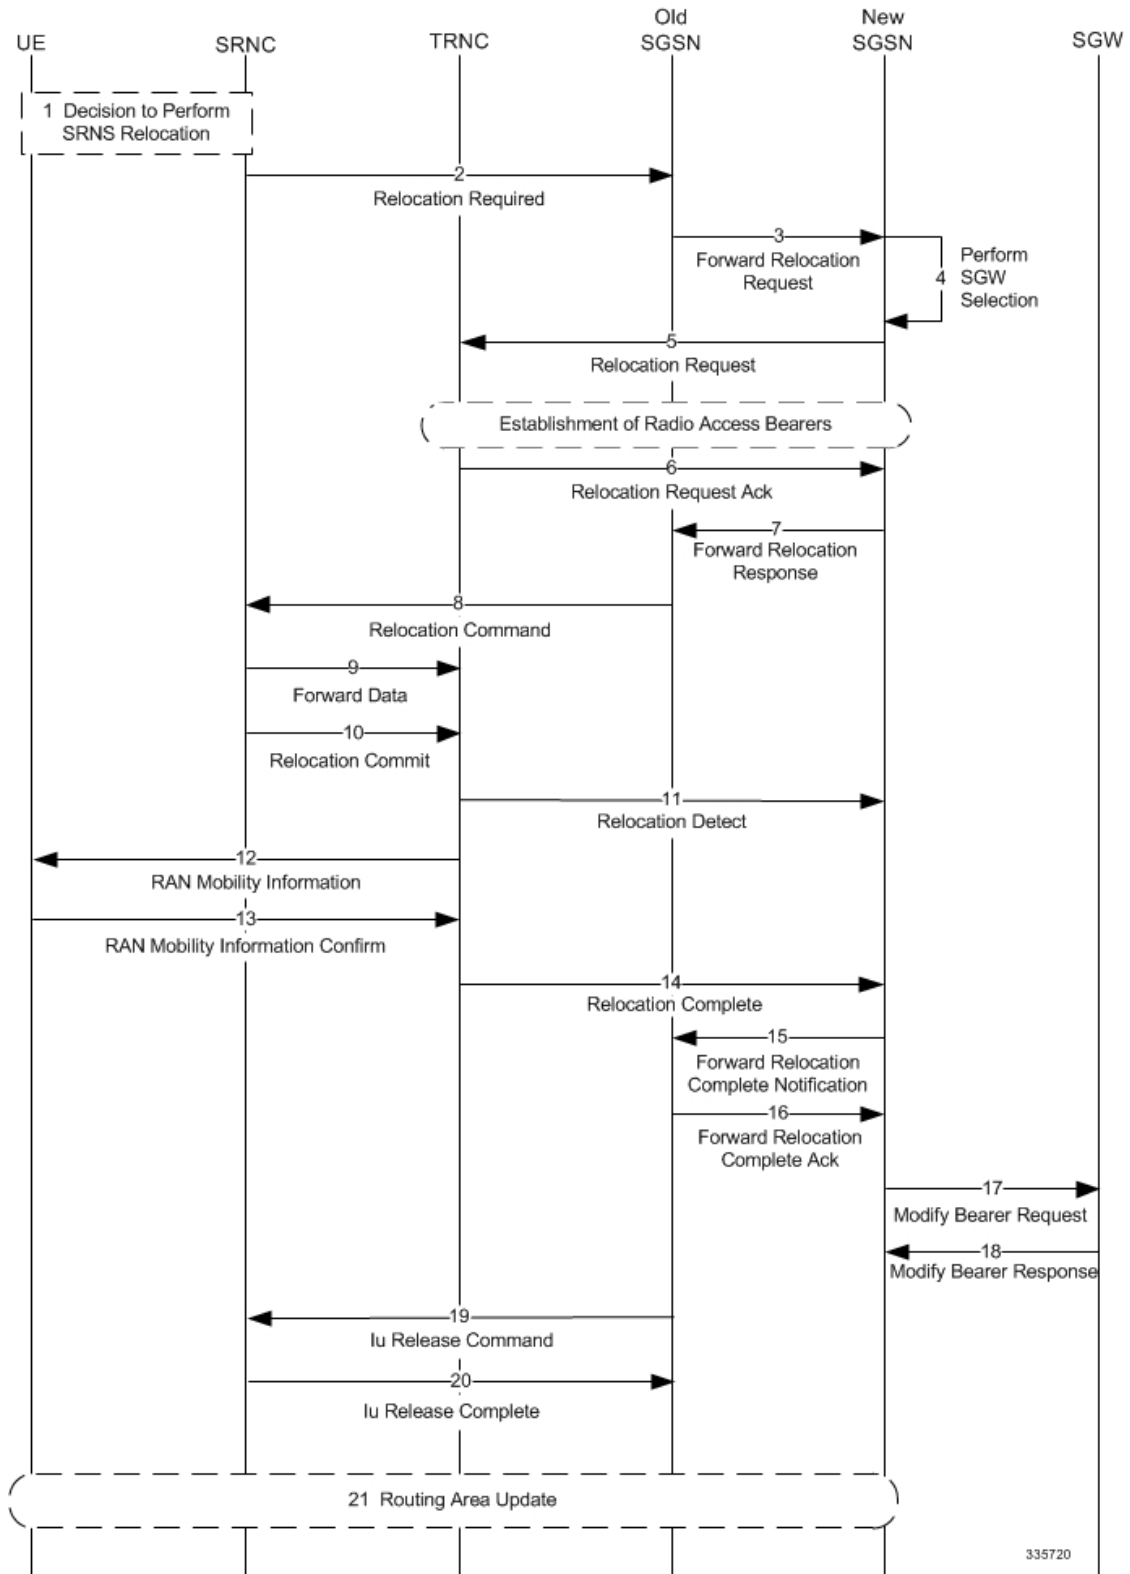 Old
New
UE
SRNC
TRNC
SGSN
SGSN
SGW
1 Decision to Perform
SRNS Relocation
2
Relocation Required
3
Forward Relocation
Request
Perform
4 SGW
Selection
5
Relocation Request
Establishment of Radio Access Bearers
6
Relocation Request Ack
7
Forward Relocation
Response
8
Relocation Command
9
Forward Data
10
Relocation Commit
11
Relocation Detect
12
RAN Mobility Information
13
RAN Mobility Information Confirm
14
Relocation Complete
15
Forward Relocation
Complete Notification
16
Forward Relocation
Complete Ack
17
Modify Bearer Request
18
Modify Bearer Response
19
Iu Release Command
20
Iu Release Complete
21 Routing Area Update
335720